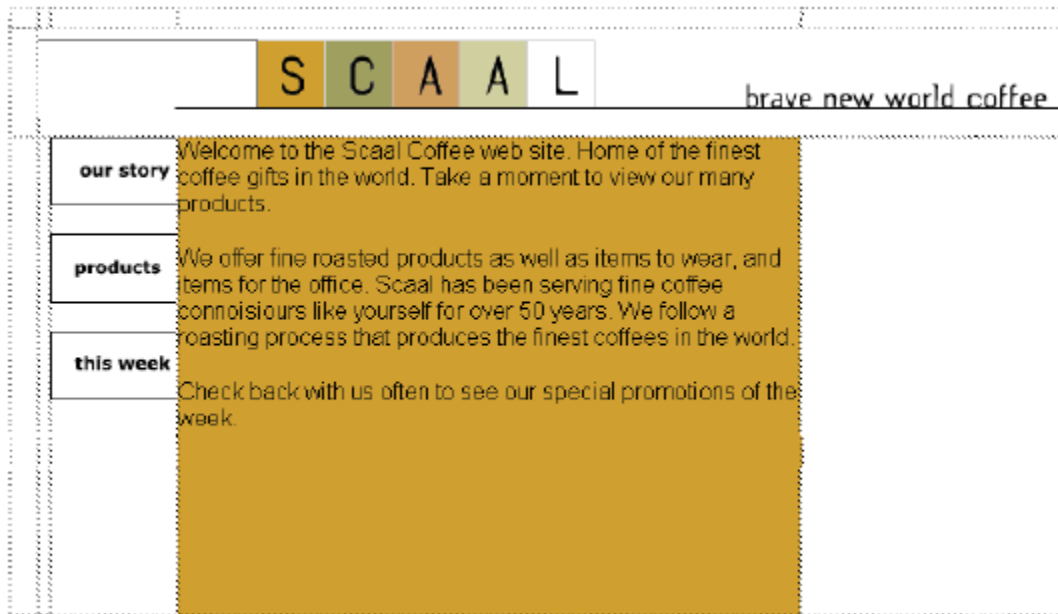 S C A A L
brave new world coffee
our story
products
this week
Welcome to the Scaal Coffee web site. Home of the finest
coffee gifts in the world. Take a moment to view our many
products.
We offer fine roasted products as well as items to wear, and
items for the office. Scaal has been serving fine coffee
connoisiours like yourself for over 50 years. We follow a
roasting process that produces the finest coffees in the world.
Check back with us often to see our special promotions of the
week.